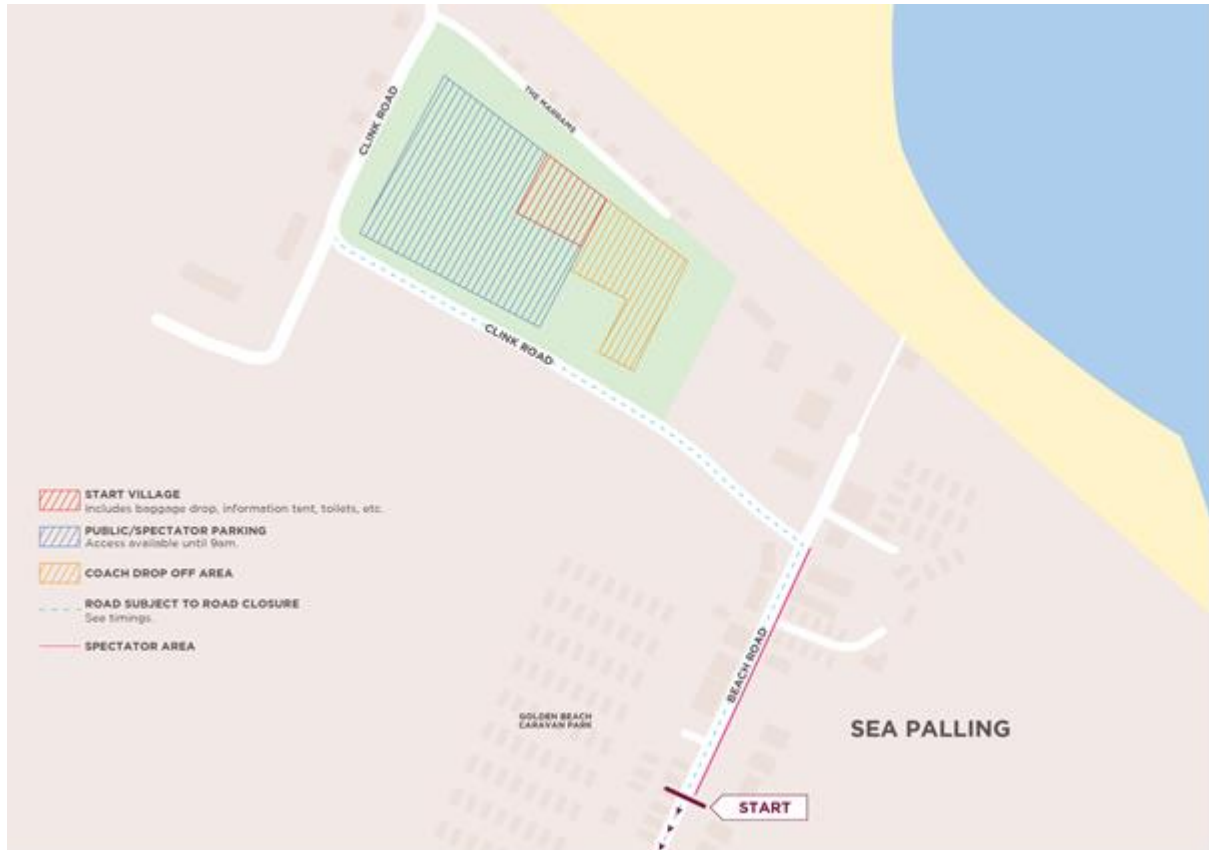 THE MARRAMS
CLINK ROAD
CLINK ROAD
START VILLAGE
Includes baggage drop, information tent, toilets, etc.
PUBLIC/SPECTATOR PARKING
Access available until 9am.
COACH DROP OFF AREA
ROAD SUBJECT TO ROAD CLOSURE
See timings.
SPECTATOR AREA
BEACH ROAD
GOLDEN BEACH
CARAVAN PARK
SEA PALLING
START